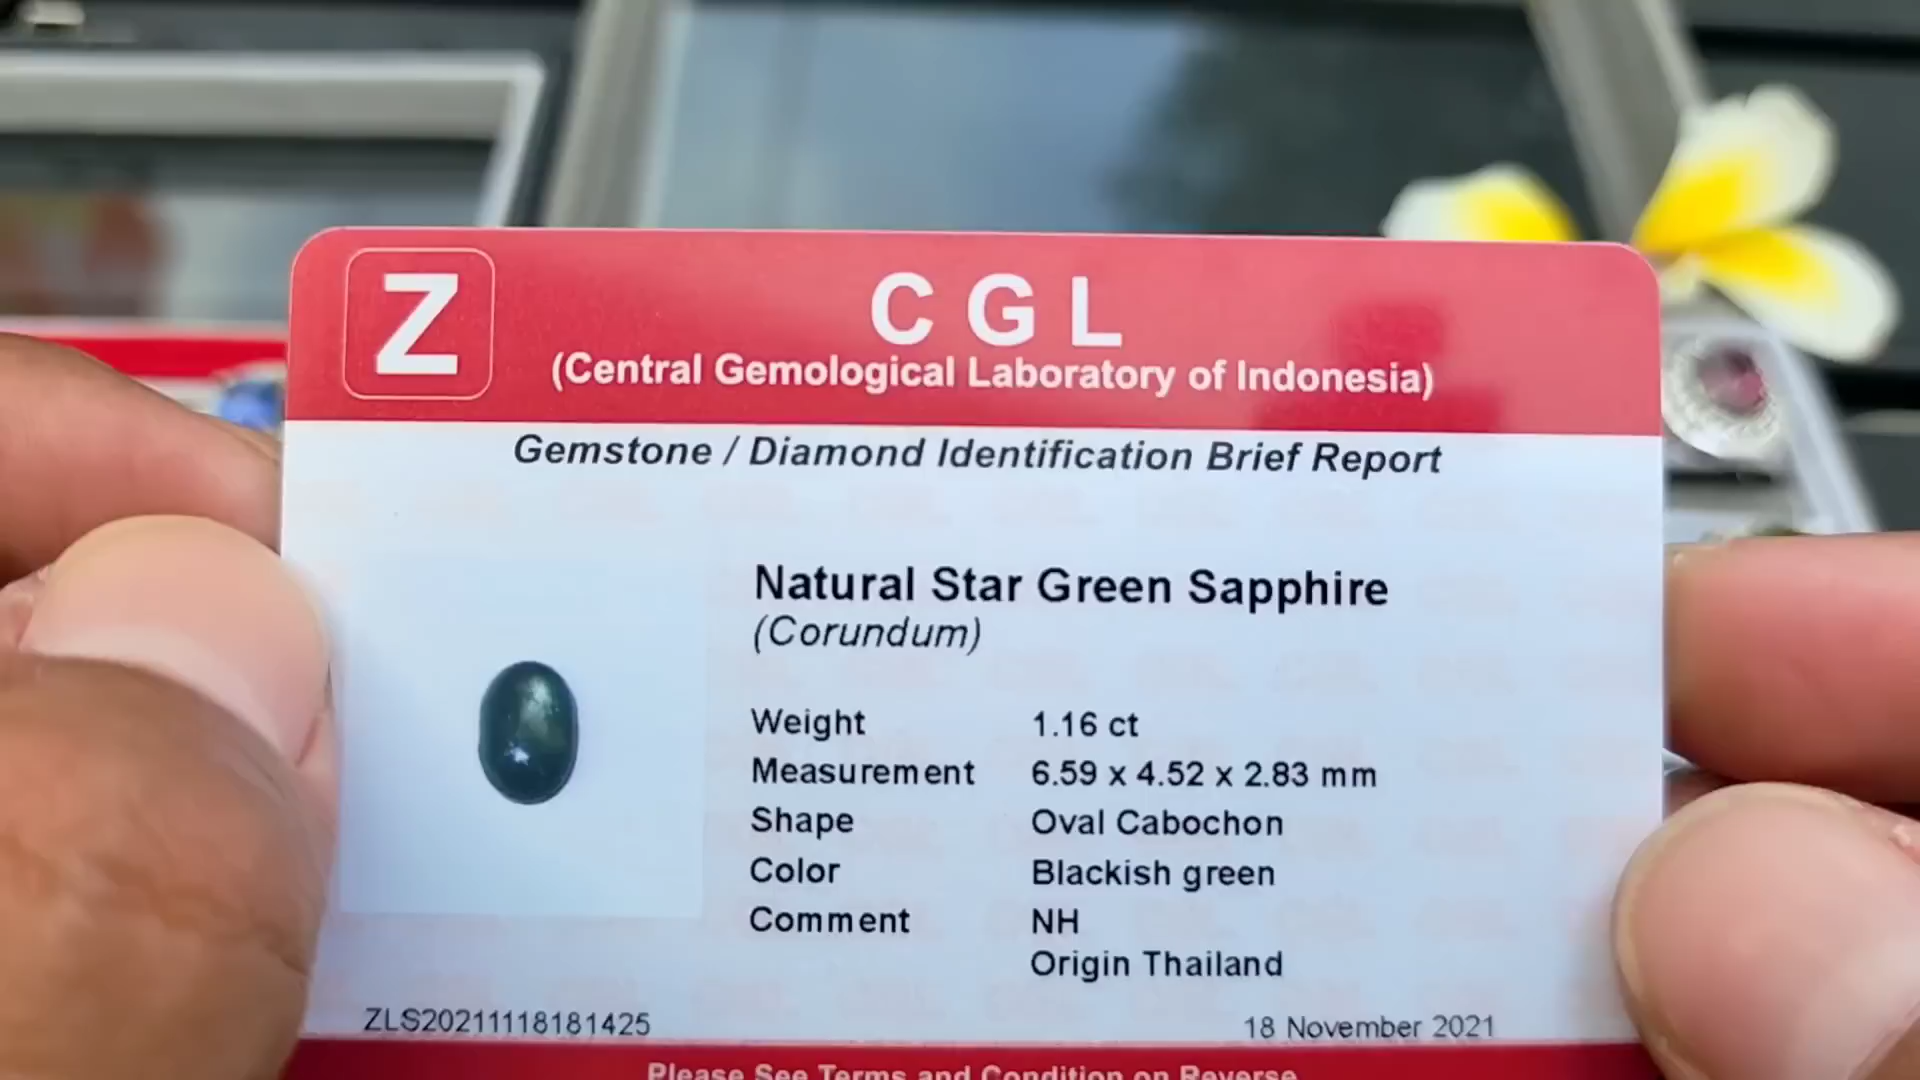 Z
C G L
(Central Gemological Laboratory of Indonesia)
Gemstone / Diamond Identification Brief Report
Natural Star Green Sapphire
(Corundum)
Weight 1.16 ct
Measurement 6.59 x 4.52 x 2.83 mm
Shape Oval Cabochon
Color Blackish green
Comment NH
Origin Thailand
ZLS20211118181425 18 November 2021
Please See Terms and Condition on Reverse